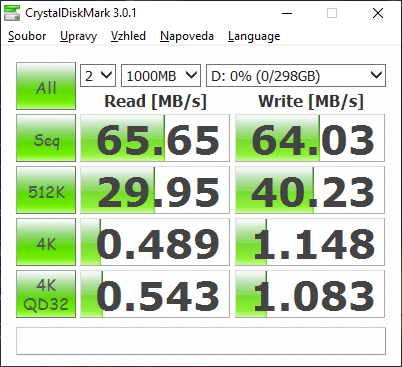 CrystalDiskMark 3.0.1
Soubor Upravy Vzhled Napoveda Language
All 2 1000MB D: 0% (0/298GB)
Read [MB/s] Write [MB/s]
Seq 65.65 64.03
512K 29.95 40.23
4K 0.489 1.148
4K QD32 0.543 1.083